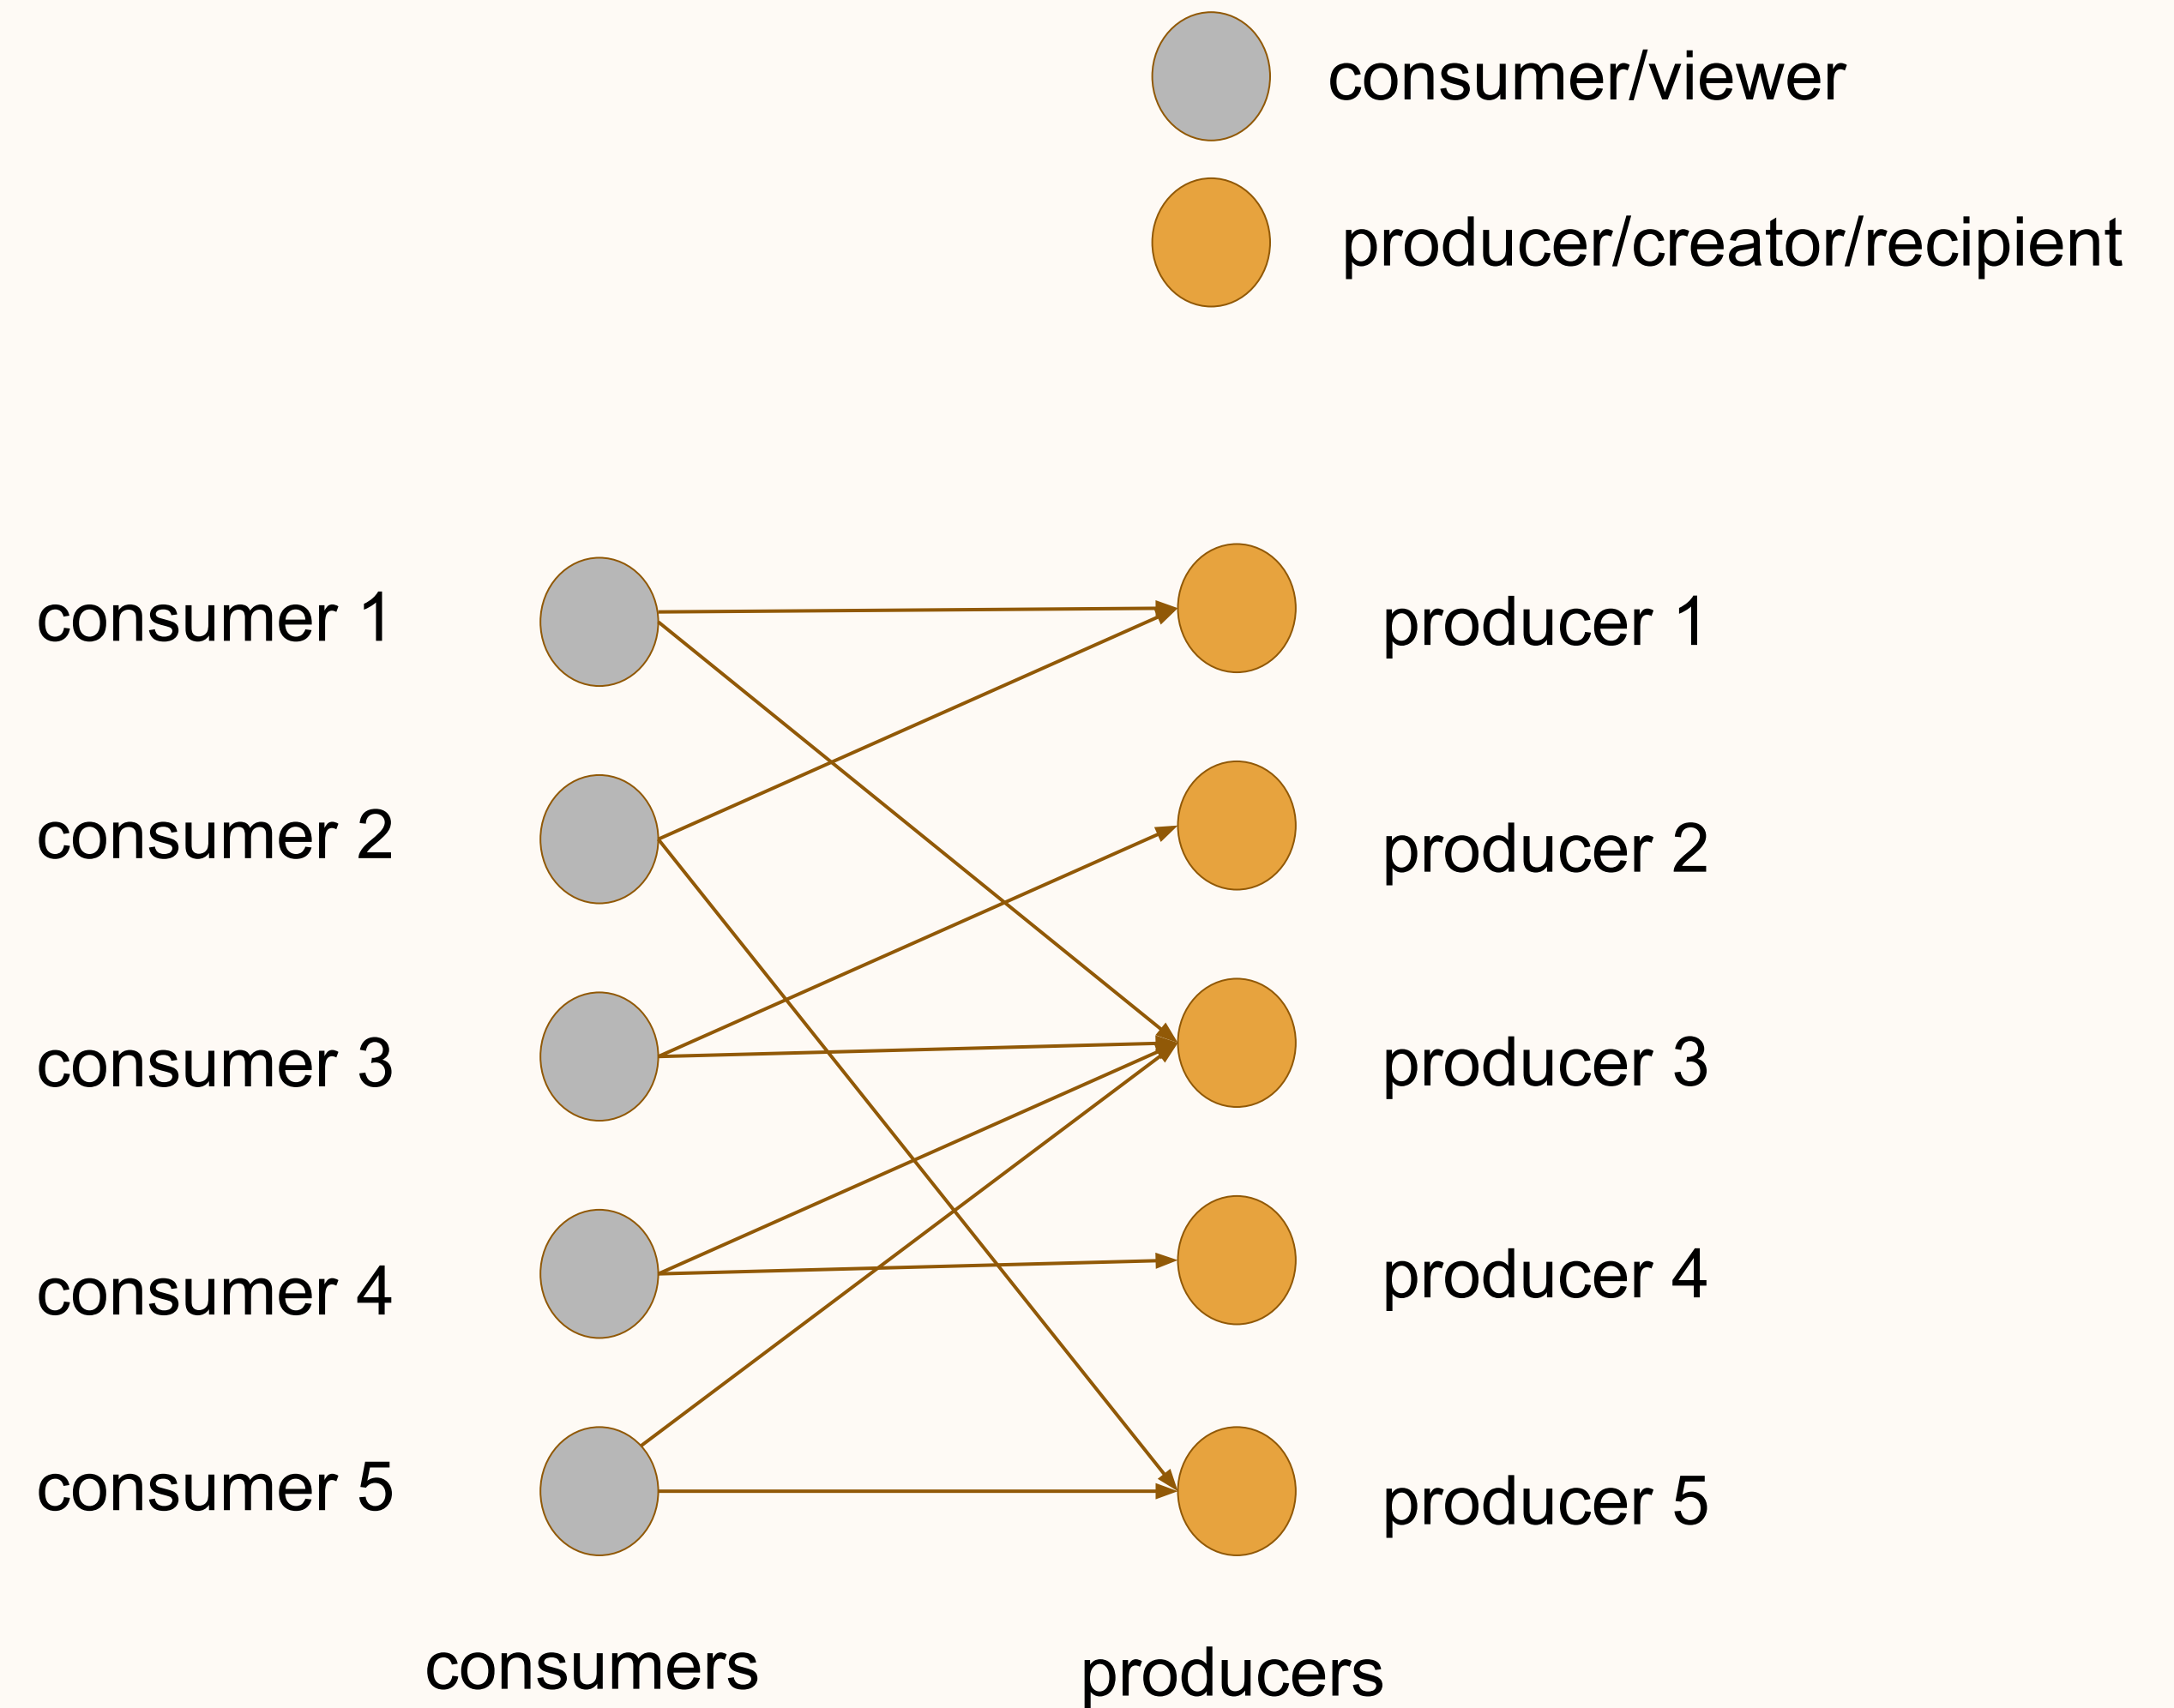 consumer/viewer
producer/creator/recipient
consumer 1
producer 1
consumer 2
producer 2
consumer 3
producer 3
consumer 4
producer 4
consumer 5
producer 5
consumers
producers